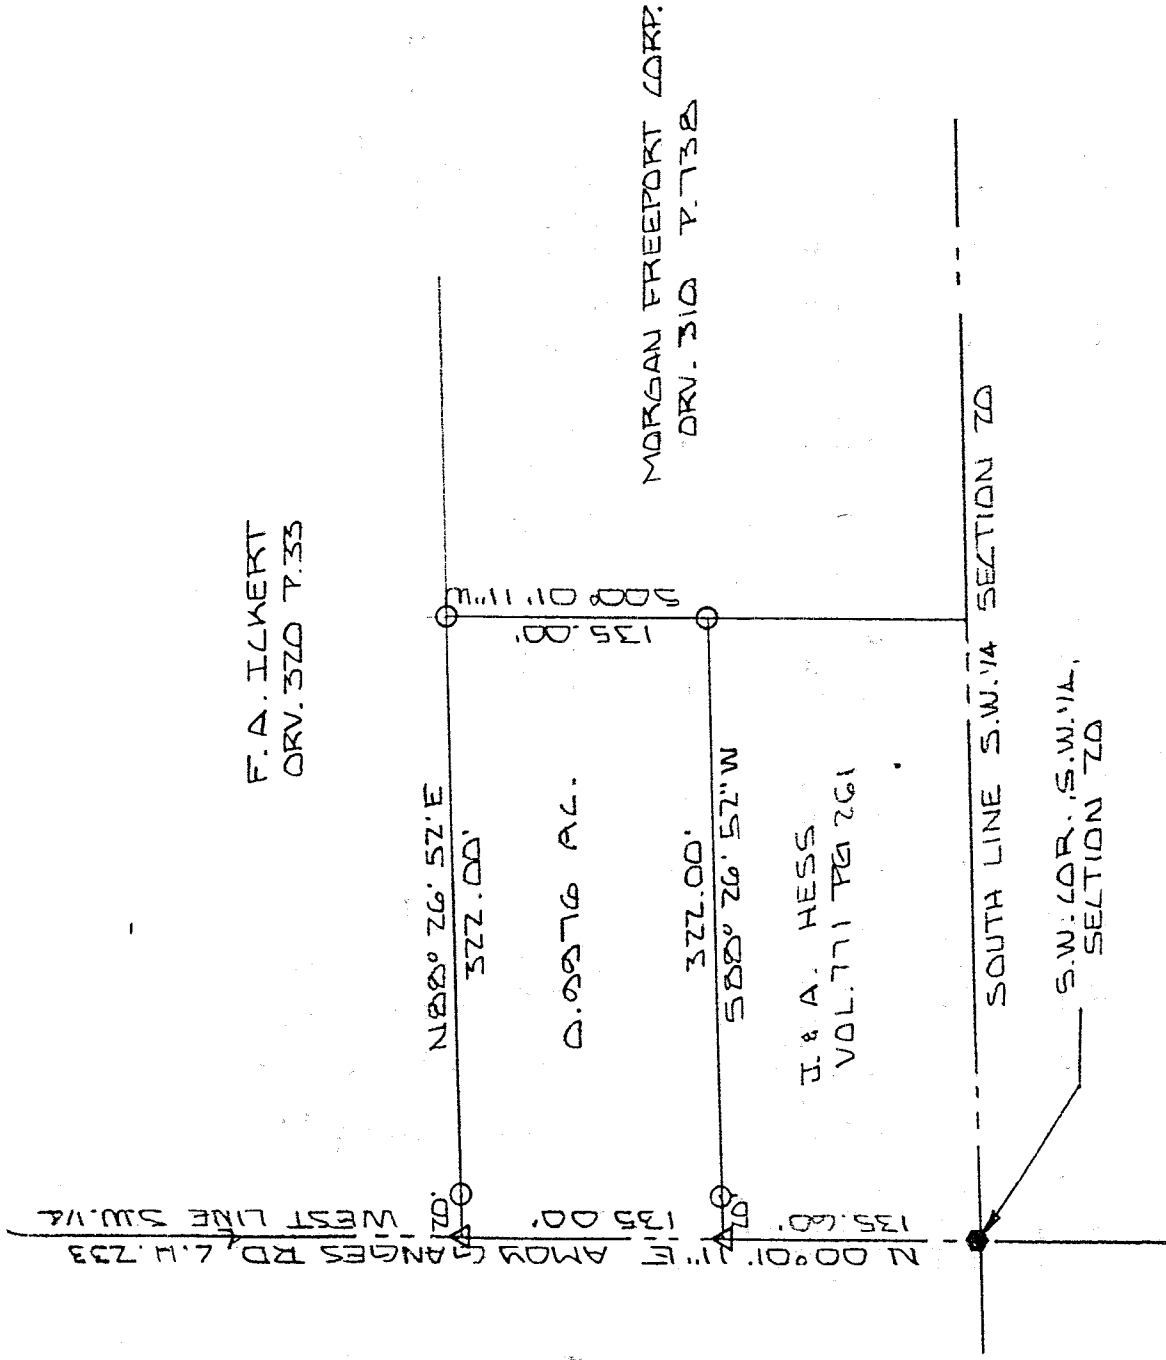 MORGAN FREEPORT CORP.
ORV. 310 P. 738
F. A. ICKERT
ORV. 320 P. 33
S00° 01' 11" W
135.00'
N88° 26' 52" E
322.00'
0.9976 AC.
322.00'
S88° 26' 52" W
J. & A. HESS
VOL. 771 PG 261
SOUTH LINE S.W. 1/4 SECTION 20
S.W. COR., S.W. 1/4,
SECTION 20
WEST LINE S.W. 1/4
135.00'
135.60'
N 00° 01' 11" E
AMOY GANGES RD, C.H. 233